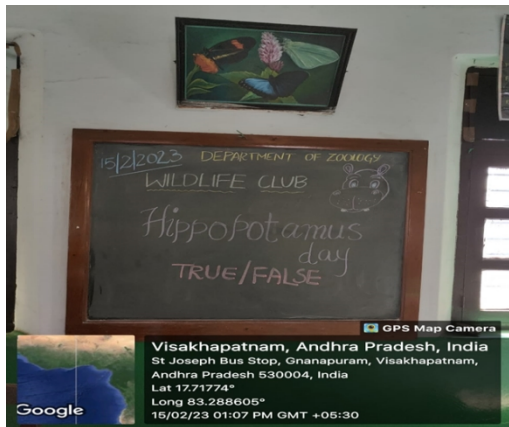 15/2/2023 DEPARTMENT OF ZOOLOGY
WILDLIFE CLUB
Hippopotamus
day
TRUE/FALSE
GPS Map Camera
Visakhapatnam, Andhra Pradesh, India
St Joseph Bus Stop, Gnanapuram, Visakhapatnam,
Andhra Pradesh 530004, India
Lat 17.71774°
Long 83.288605°
15/02/23 01:07 PM GMT +05:30
Google